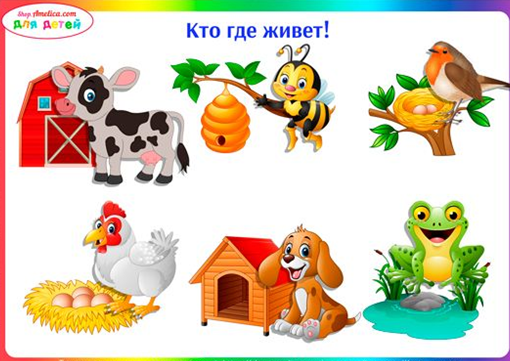 Shop.Amelica.com
для детей
Кто где живет!